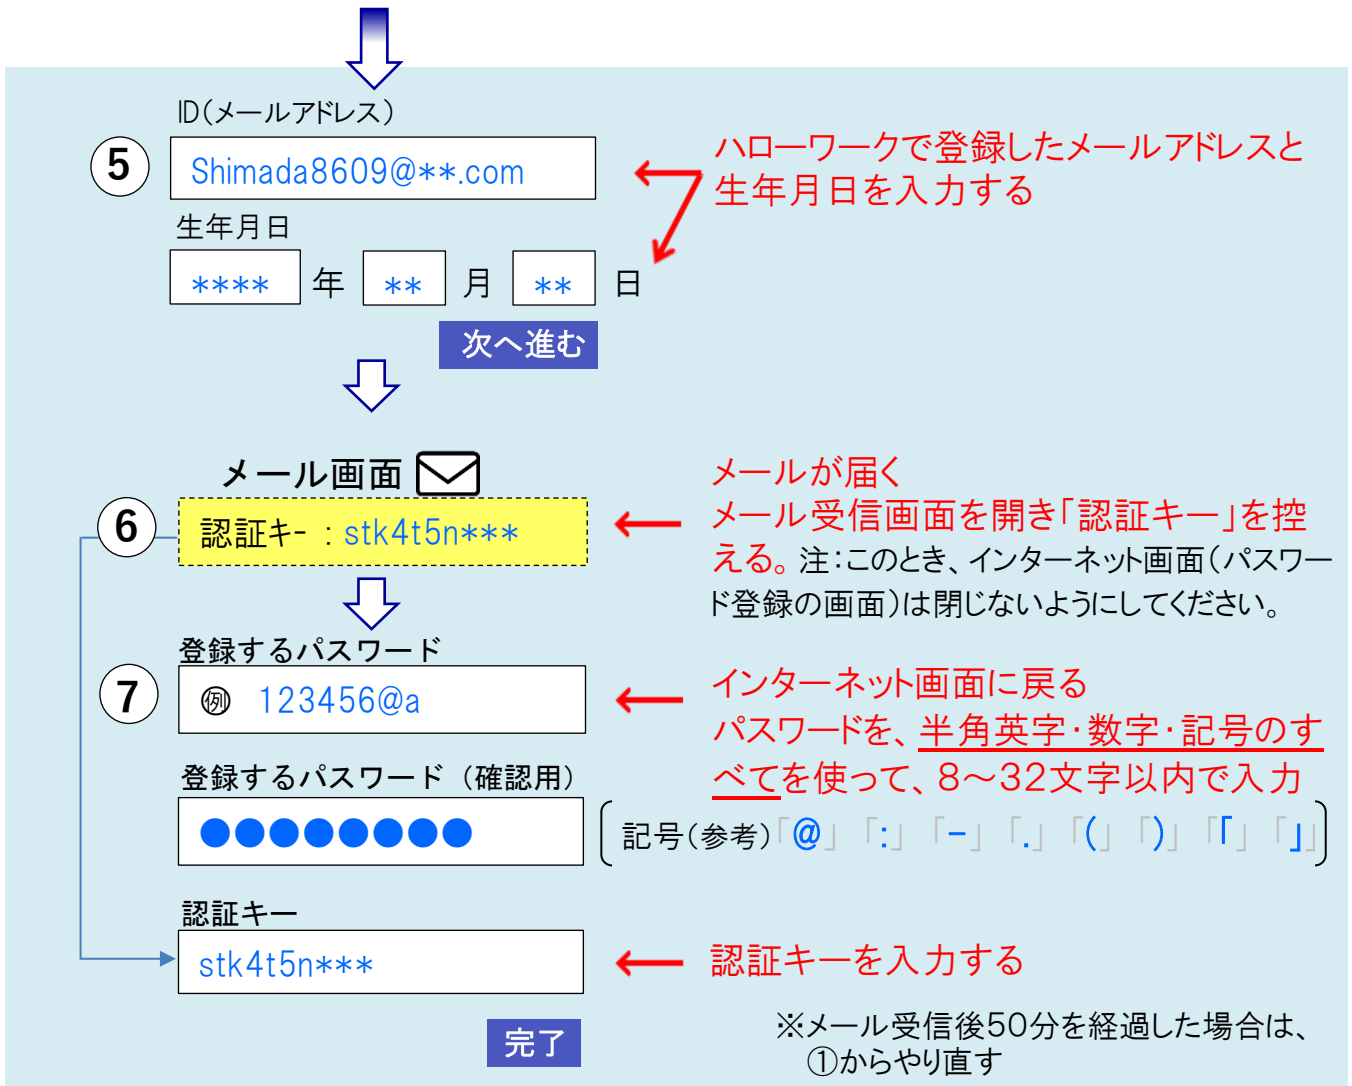 ID(メールアドレス)
⑤
Shimada8609@**.com
ハローワークで登録したメールアドレスと
生年月日を入力する
生年月日
**** 年 ** 月 ** 日
次へ進む
メール画面
⑥
認証キー：stk4t5n***
メールが届く
メール受信画面を開き「認証キー」を控
える。注：このとき、インターネット画面（パスワー
ド登録の画面）は閉じないようにしてください。
登録するパスワード
⑦
例 123456@a
インターネット画面に戻る
パスワードを、半角英字・数字・記号のす
べてを使って、８～３２文字以内で入力
登録するパスワード（確認用）
●●●●●●●●
記号（参考）「@」「:」「-」「.」「(」「)」「「」「」」
認証キー
stk4t5n***
認証キーを入力する
完了
※メール受信後５０分を経過した場合は、
①からやり直す